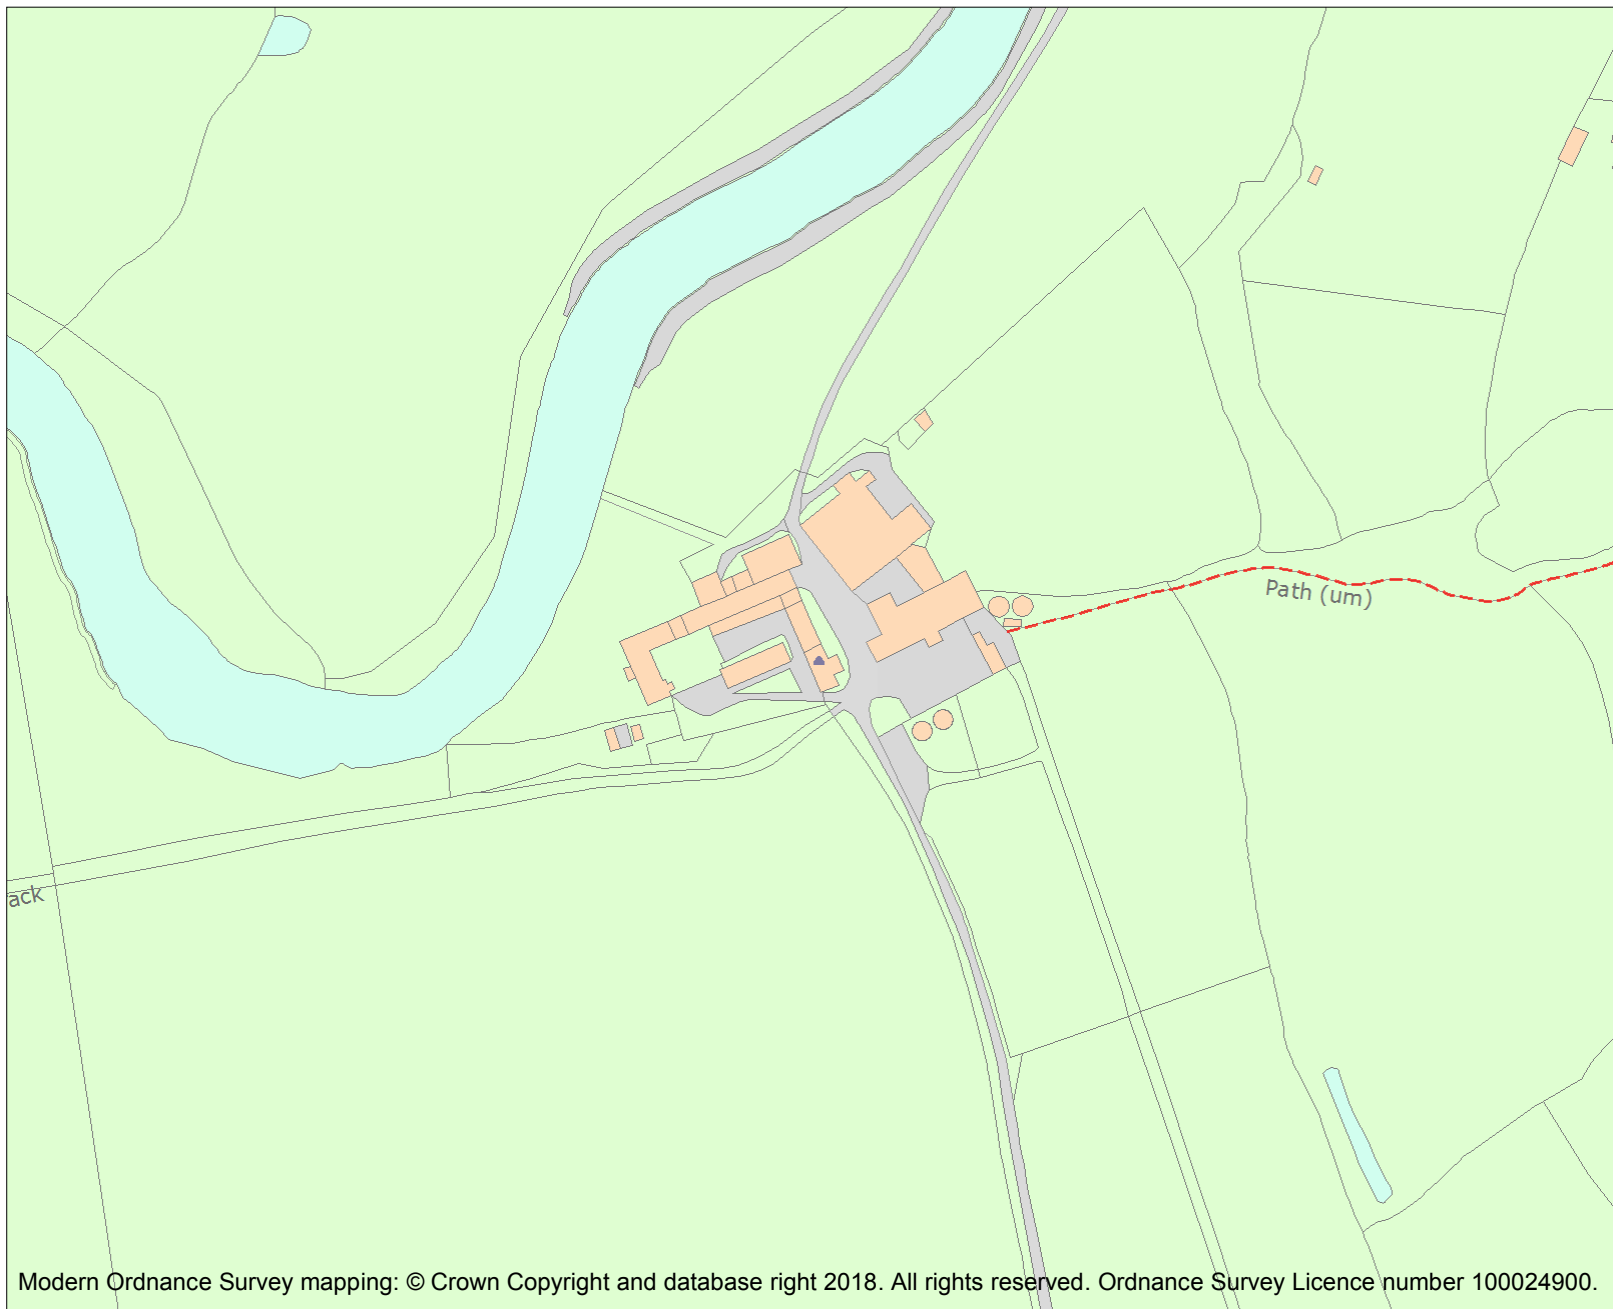 Path (um)
ack
Modern Ordnance Survey mapping: © Crown Copyright and database right 2018. All rights reserved. Ordnance Survey Licence number 100024900.